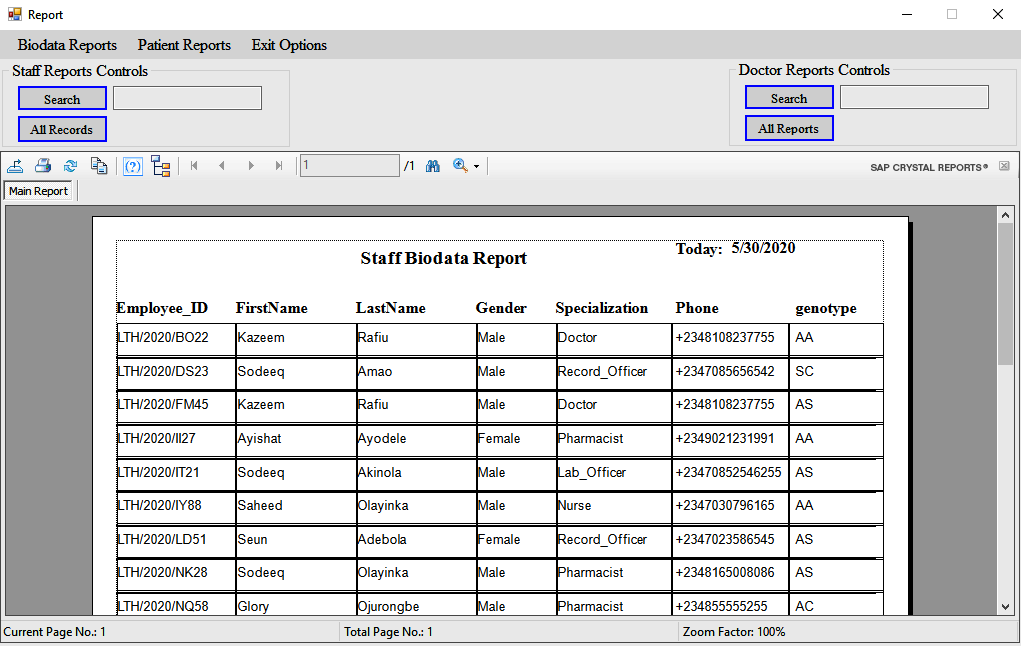 Report
Biodata Reports Patient Reports Exit Options
Staff Reports Controls Doctor Reports Controls
Search Search
All Records All Reports
1 /1 SAP CRYSTAL REPORTS®
Main Report
Staff Biodata Report Today: 5/30/2020
Employee_ID FirstName LastName Gender Specialization Phone genotype
LTH/2020/BO22 Kazeem Rafiu Male Doctor +2348108237755 AA
LTH/2020/DS23 Sodeeq Amao Male Record_Officer +2347085656542 SC
LTH/2020/FM45 Kazeem Rafiu Male Doctor +2348108237755 AS
LTH/2020/II27 Ayishat Ayodele Female Pharmacist +2349021231991 AA
LTH/2020/IT21 Sodeeq Akinola Male Lab_Officer +23470852546255 AS
LTH/2020/IY88 Saheed Olayinka Male Nurse +2347030796165 AA
LTH/2020/LD51 Seun Adebola Female Record_Officer +2347023586545 AS
LTH/2020/NK28 Sodeeq Olayinka Male Pharmacist +2348165008086 AS
LTH/2020/NQ58 Glory Ojurongbe Male Pharmacist +234855555255 AC
Current Page No.: 1 Total Page No.: 1 Zoom Factor: 100%